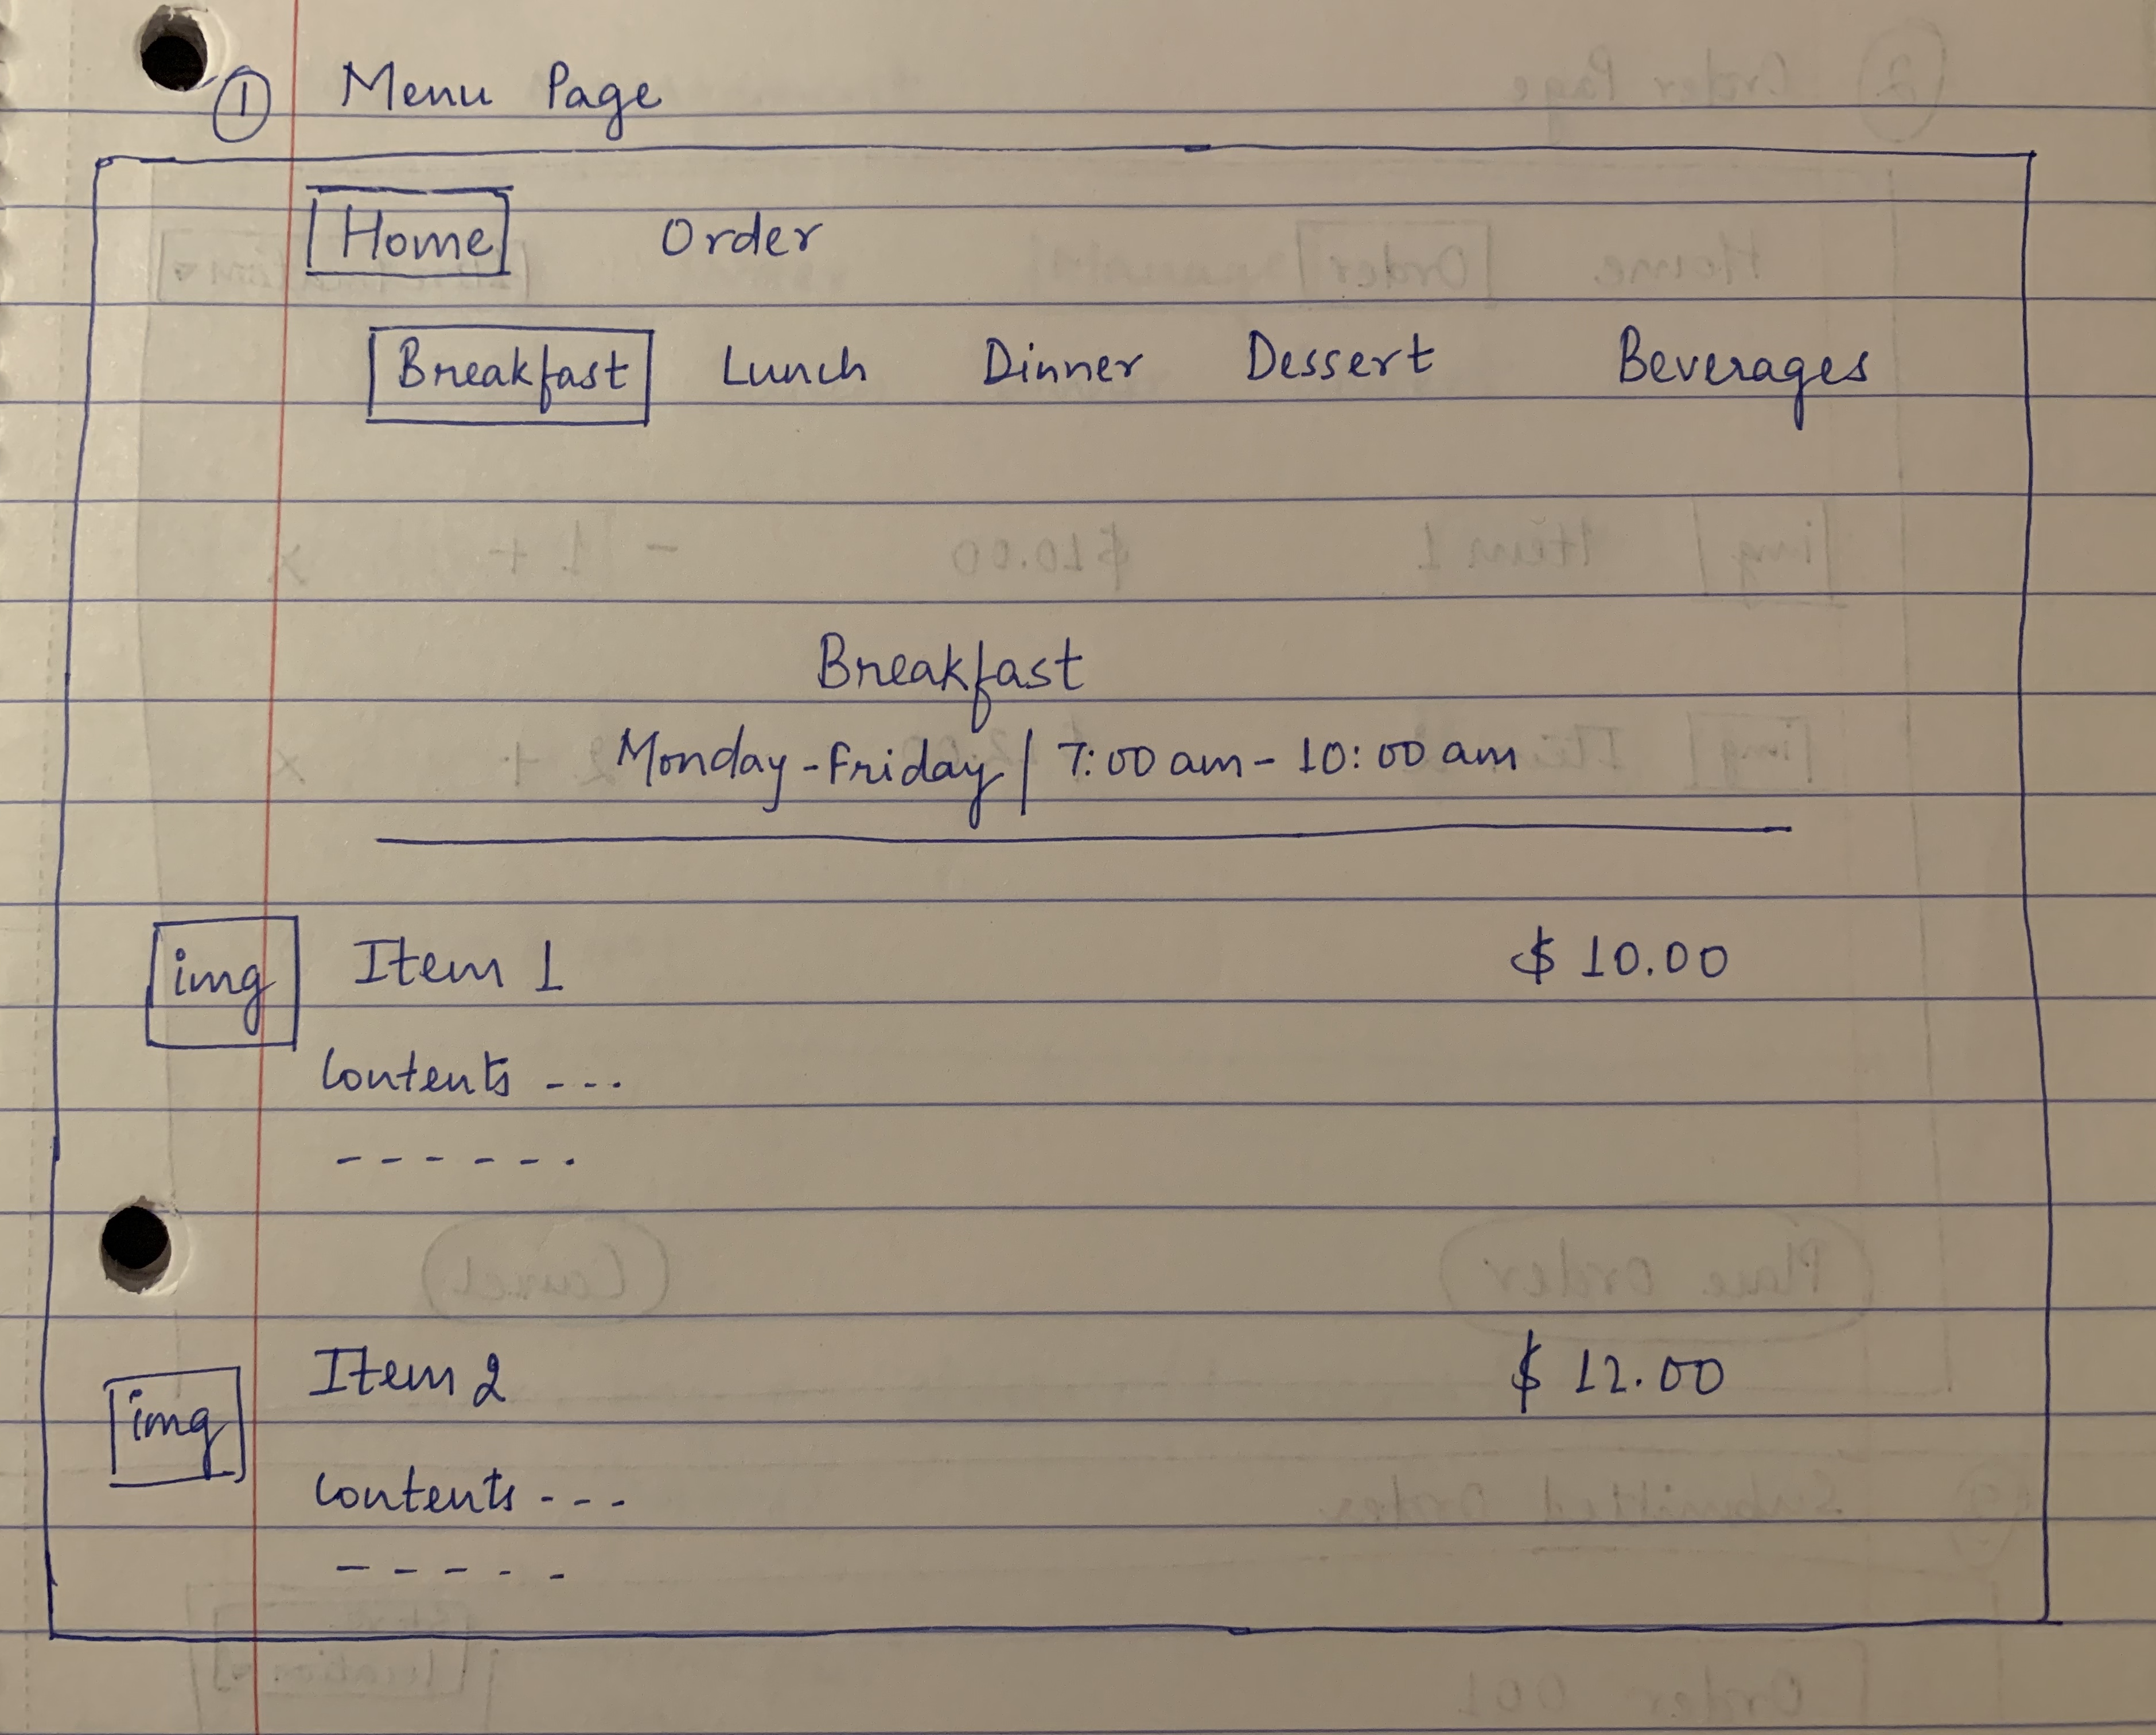 ① Menu Page
Home Order
Breakfast Lunch Dinner Dessert Beverages
Breakfast
Monday-Friday | 7:00 am - 10:00 am
img Item 1 $ 10.00
Contents ---
------
Item 2 $ 12.00
img
Contents ---
-----